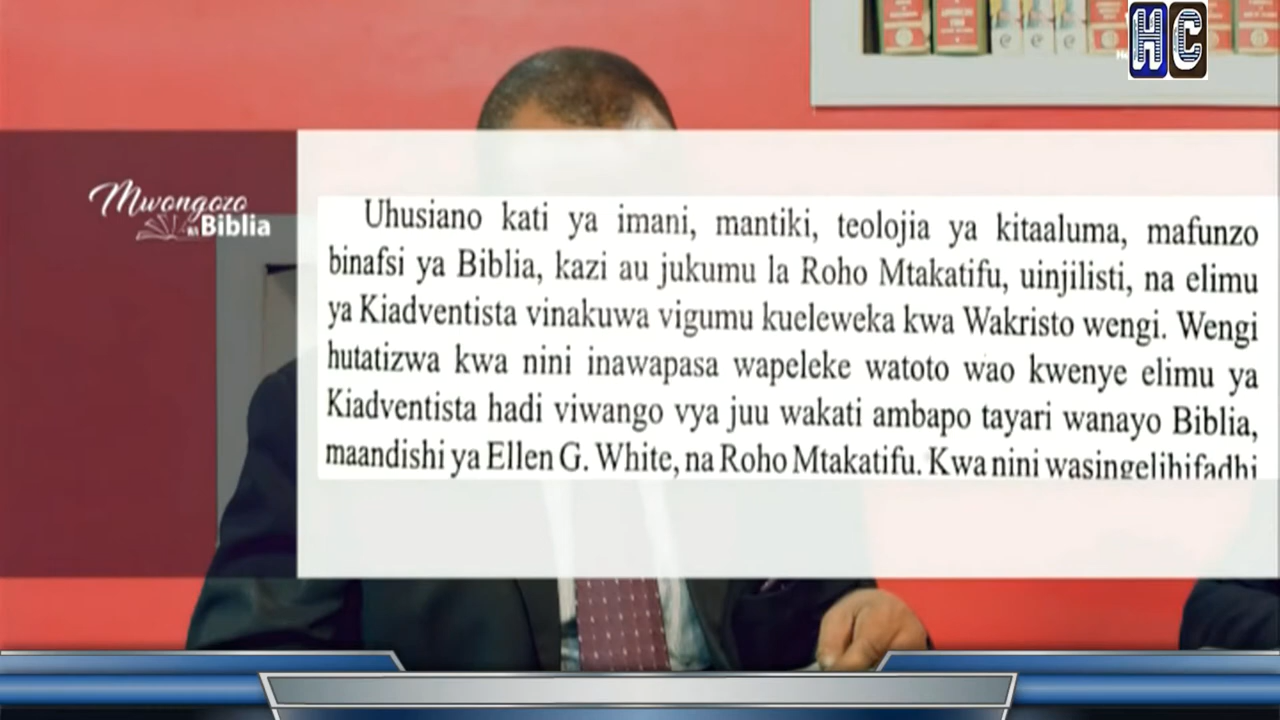 HC
Mwongozo
wa Biblia
Uhusiano kati ya imani, mantiki, teolojia ya kitaaluma, mafunzo
binafsi ya Biblia, kazi au jukumu la Roho Mtakatifu, uinjilisti, na elimu
ya Kiadventista vinakuwa vigumu kueleweka kwa Wakristo wengi. Wengi
hutatizwa kwa nini inawapasa wapeleke watoto wao kwenye elimu ya
Kiadventista hadi viwango vya juu wakati ambapo tayari wanayo Biblia,
maandishi ya Ellen G. White, na Roho Mtakatifu. Kwa nini wasingelihifadhi